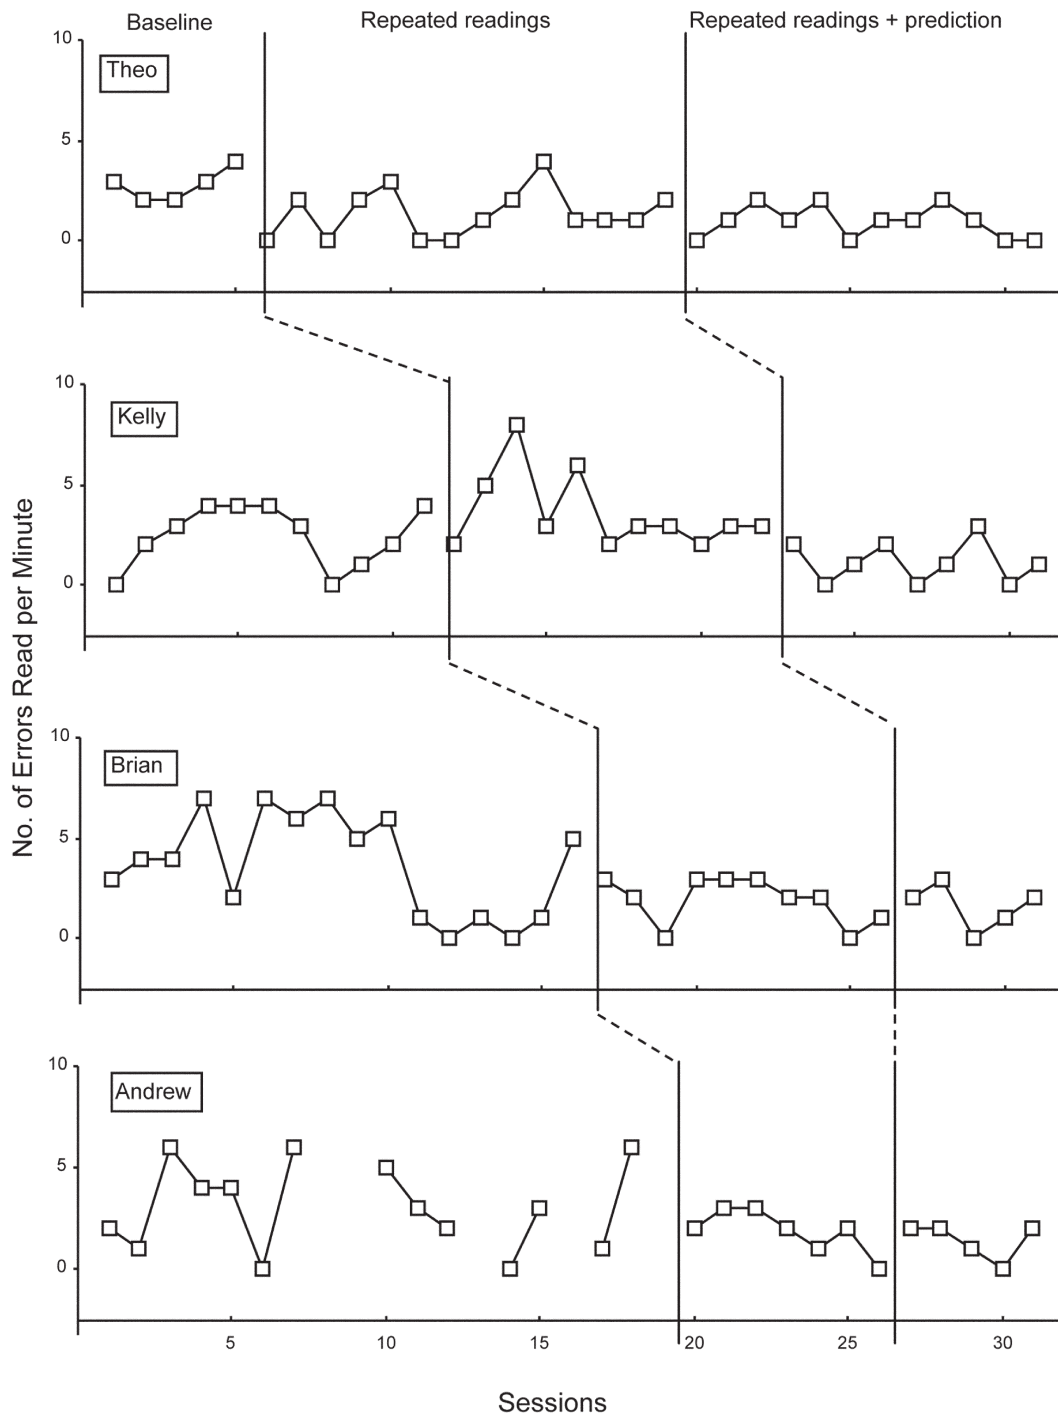 Baseline
Repeated readings
Repeated readings + prediction
10
Theo
5
0
10
Kelly
5
0
No. of Errors Read per Minute
10
Brian
5
0
10
Andrew
5
0
5 10 15 20 25 30
Sessions